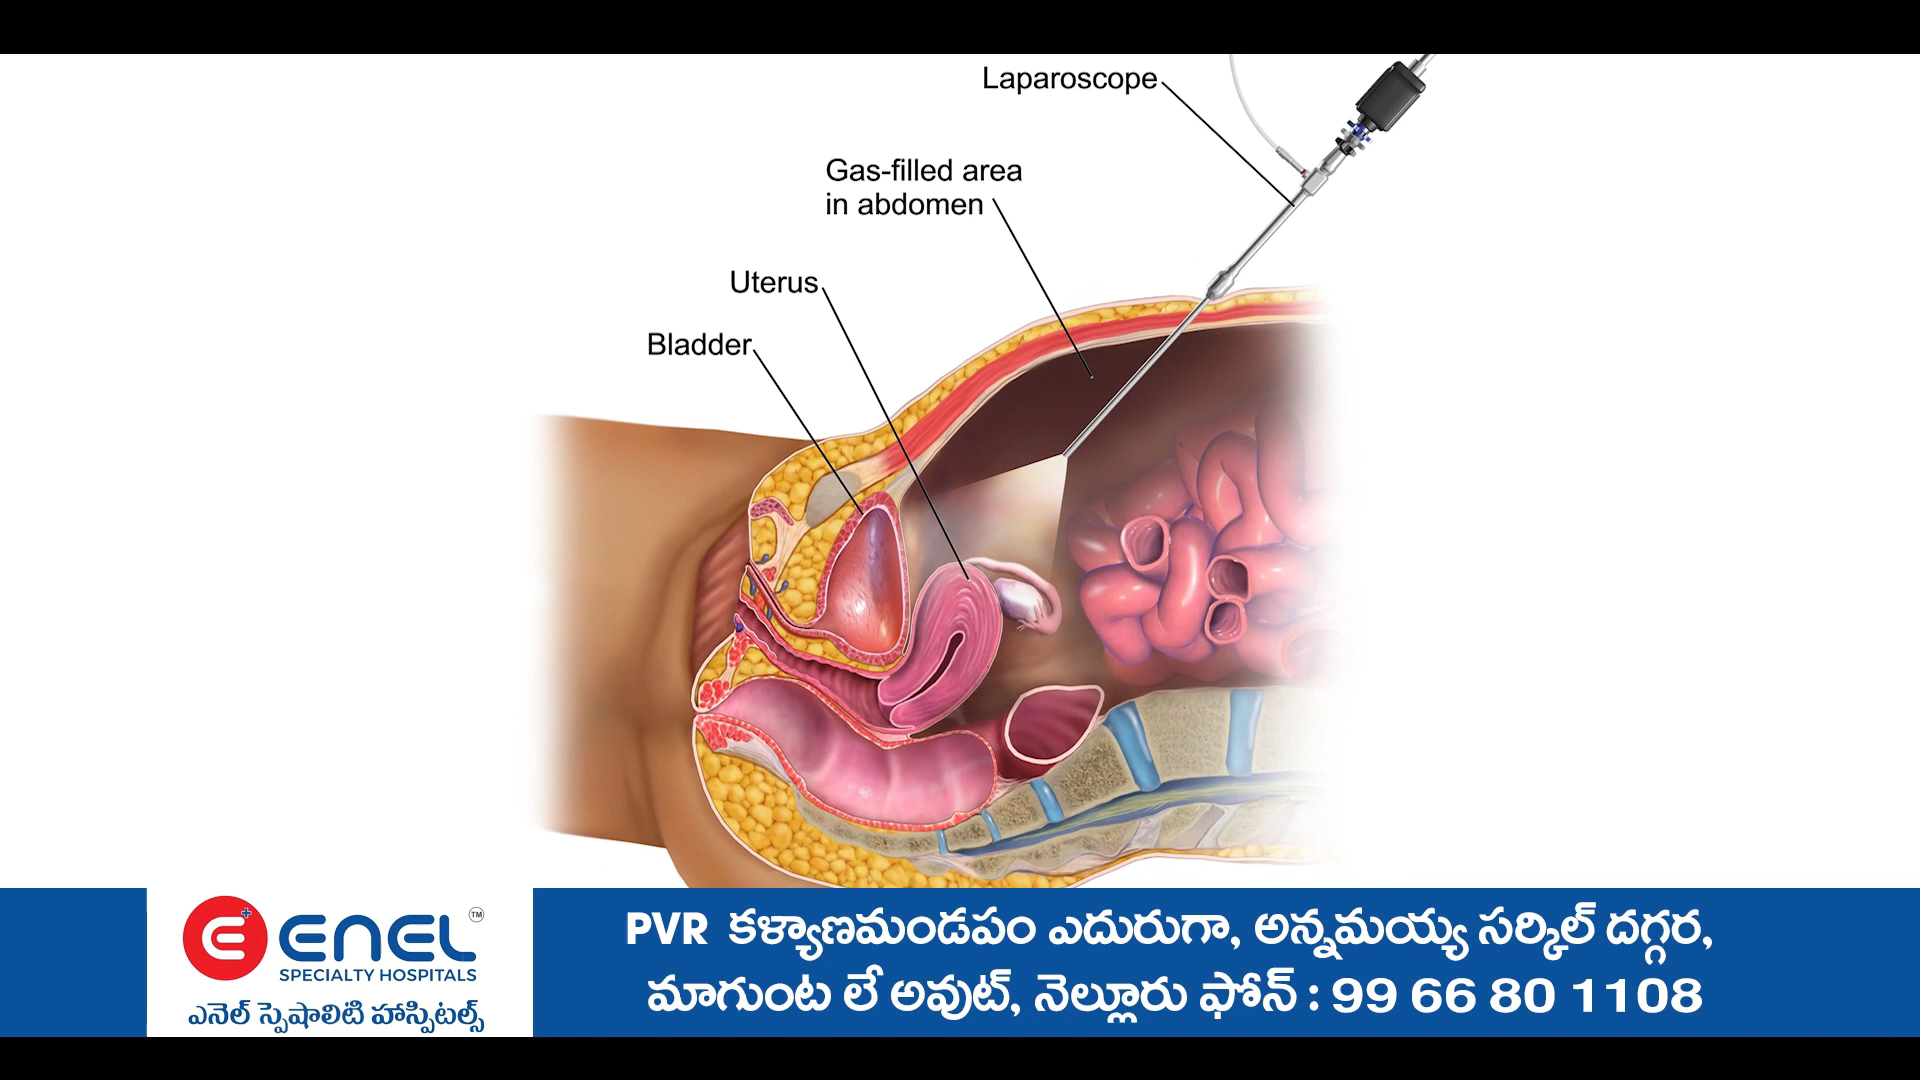 Laparoscope
Gas-filled area
in abdomen
Uterus
Bladder
ENEL™
SPECIALTY HOSPITALS
ఎనెల్ స్పెషాలిటి హాస్పిటల్స్
PVR కళ్యాణమండపం ఎదురుగా, అన్నమయ్య సర్కిల్ దగ్గర,
మాగుంట లే అవుట్, నెల్లూరు ఫోన్ : 99 66 80 1108